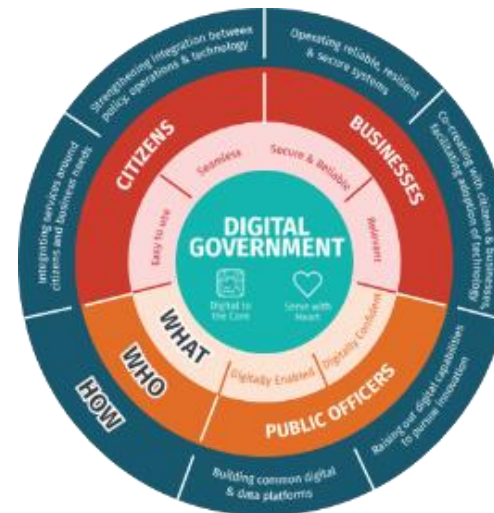 DIGITAL
GOVERNMENT
Digital to
the Core
Serve with
Heart
WHAT
Easy to use
Seamless
Secure & Reliable
Relevant
Digitally Confident
Digitally Enabled
WHO
CITIZENS
BUSINESSES
PUBLIC OFFICERS
HOW
Integrating services around
citizens and business needs
Strengthening integration between
policy, operations & technology
Operating reliable, resilient
& secure systems
Co-creating with citizens & businesses,
facilitating adoption of technology
Raising our digital capabilities
to pursue innovation
Building common digital
& data platforms